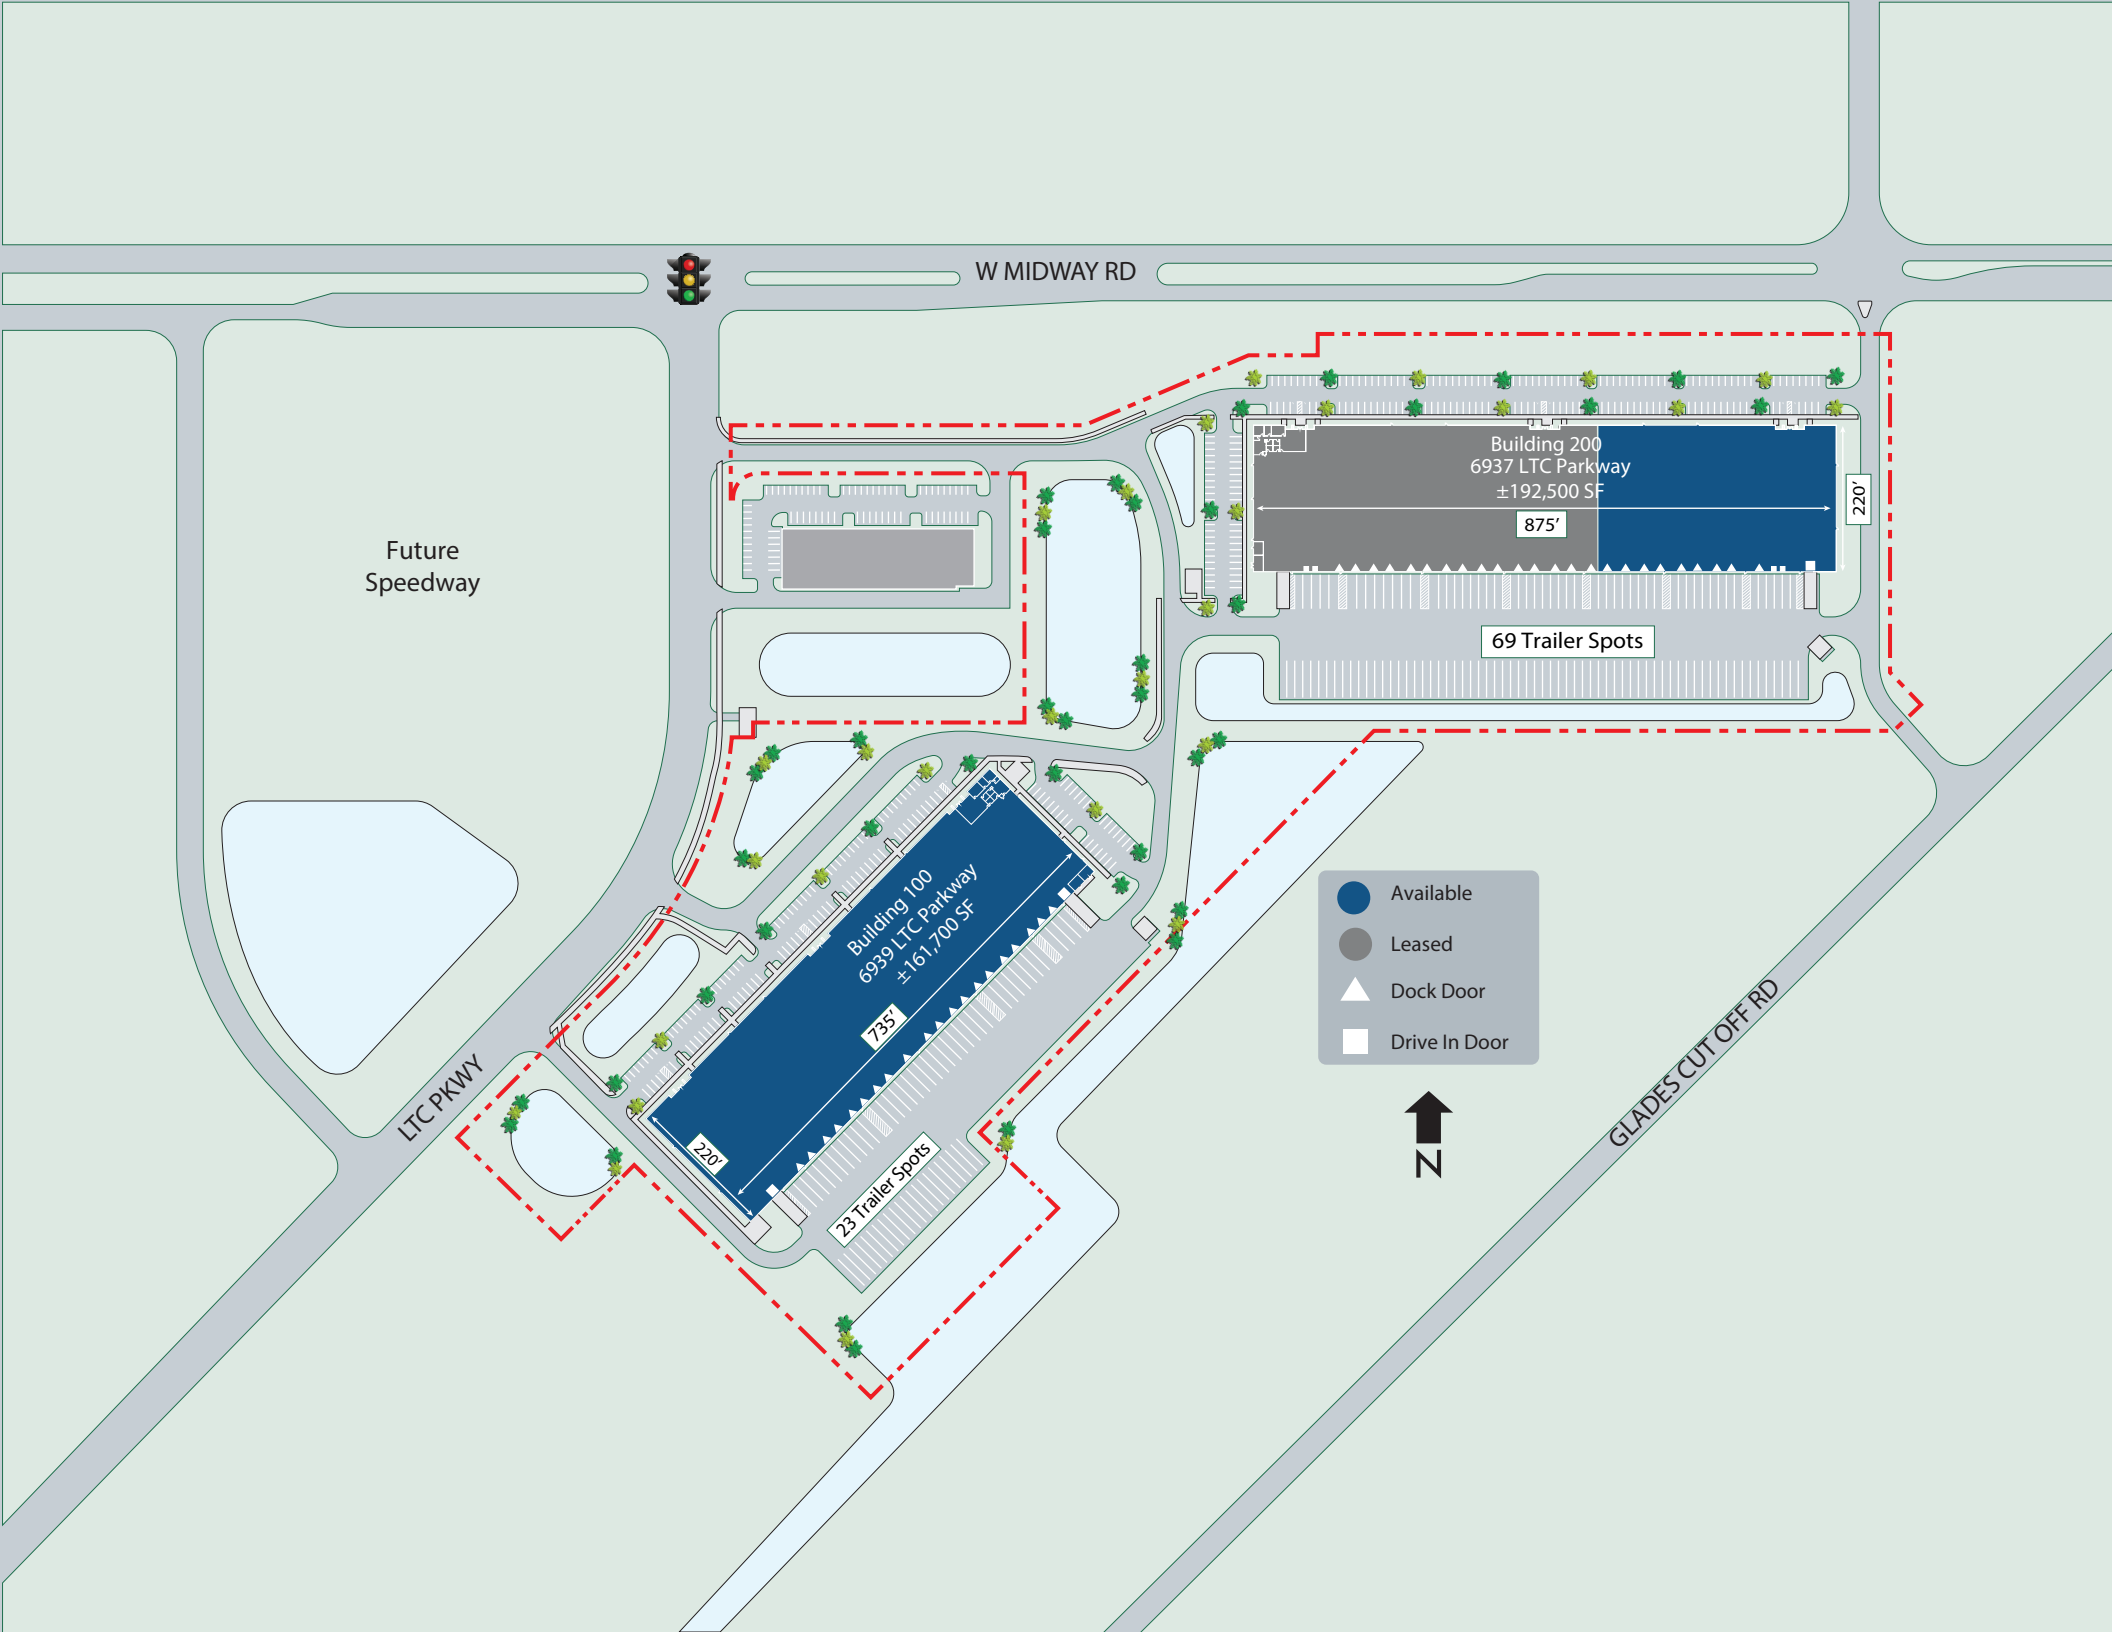 W MIDWAY RD
Future
Speedway
Building 200
6937 LTC Parkway
±192,500 SF
875’
220’
69 Trailer Spots
Building 100
6939 LTC Parkway
±161,700 SF
735’
220’
23 Trailer Spots
LTC PKWY
Available
Leased
Dock Door
Drive In Door
N
GLADES CUT OFF RD